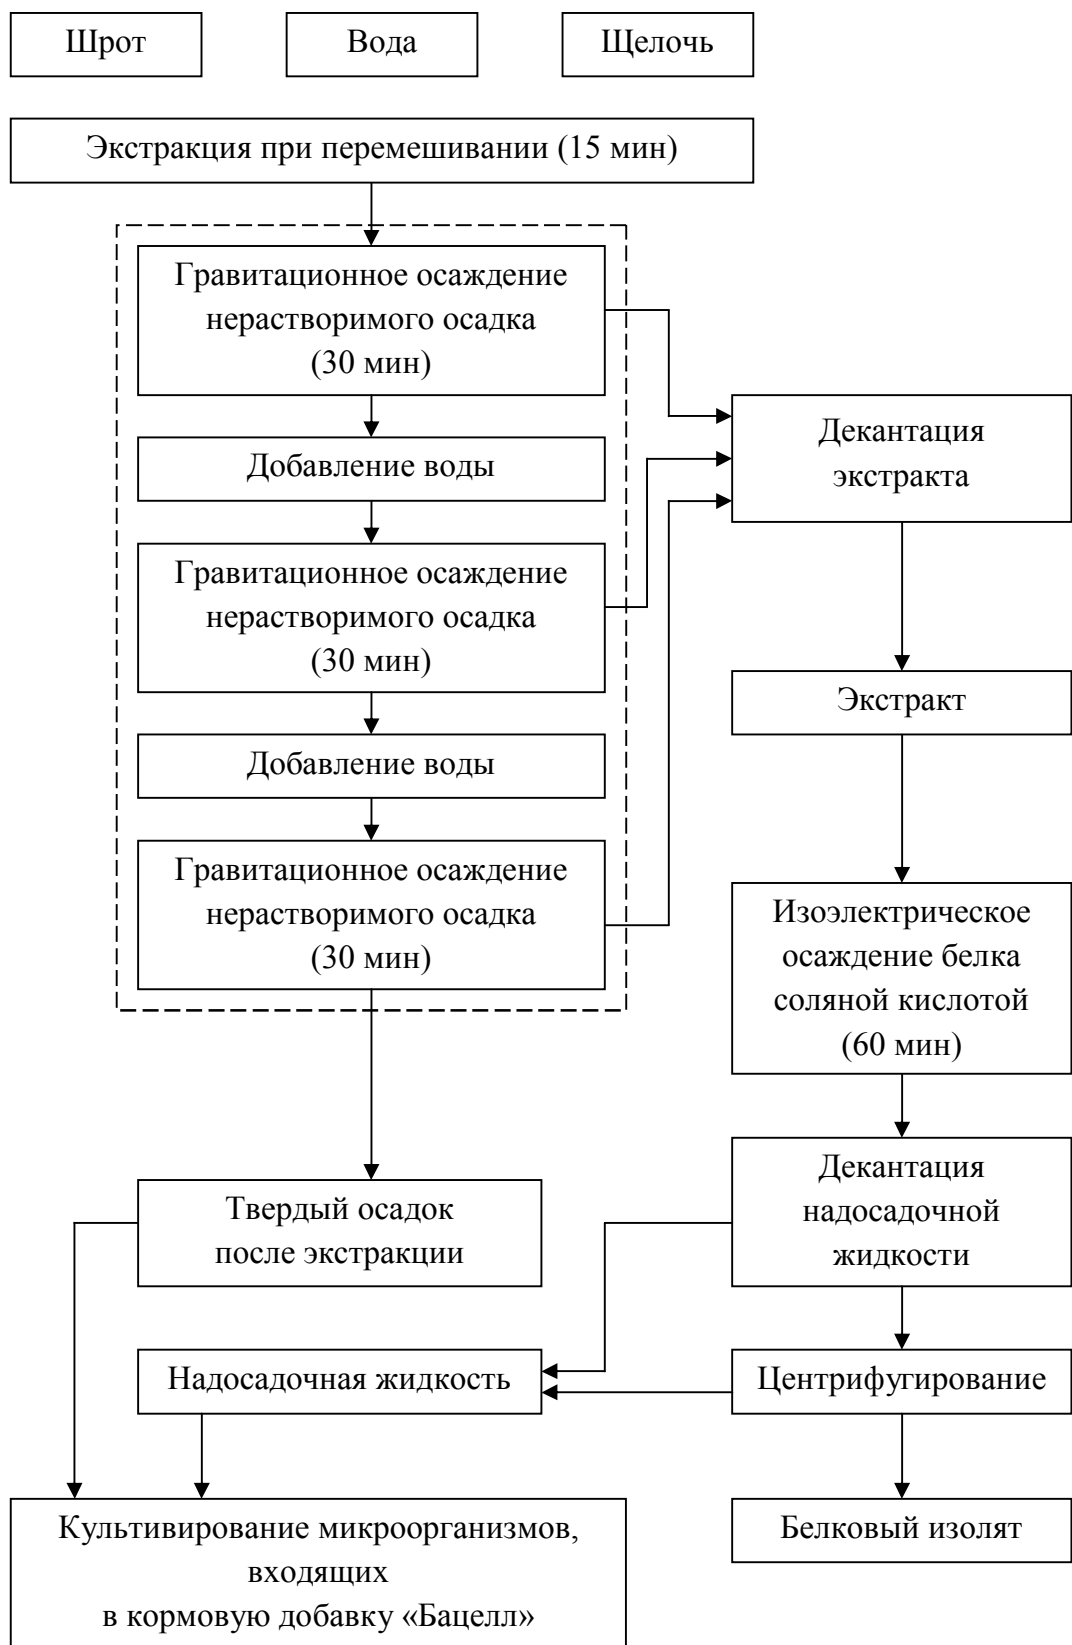 Шрот
Вода
Щелочь
Экстракция при перемешивании (15 мин)
Гравитационное осаждение
нерастворимого осадка
(30 мин)
Добавление воды
Гравитационное осаждение
нерастворимого осадка
(30 мин)
Добавление воды
Гравитационное осаждение
нерастворимого осадка
(30 мин)
Декантация
экстракта
Экстракт
Изоэлектрическое
осаждение белка
соляной кислотой
(60 мин)
Декантация
надосадочной
жидкости
Твердый осадок
после экстракции
Надосадочная жидкость
Центрифугирование
Культивирование микроорганизмов,
входящих
в кормовую добавку «Бацелл»
Белковый изолят